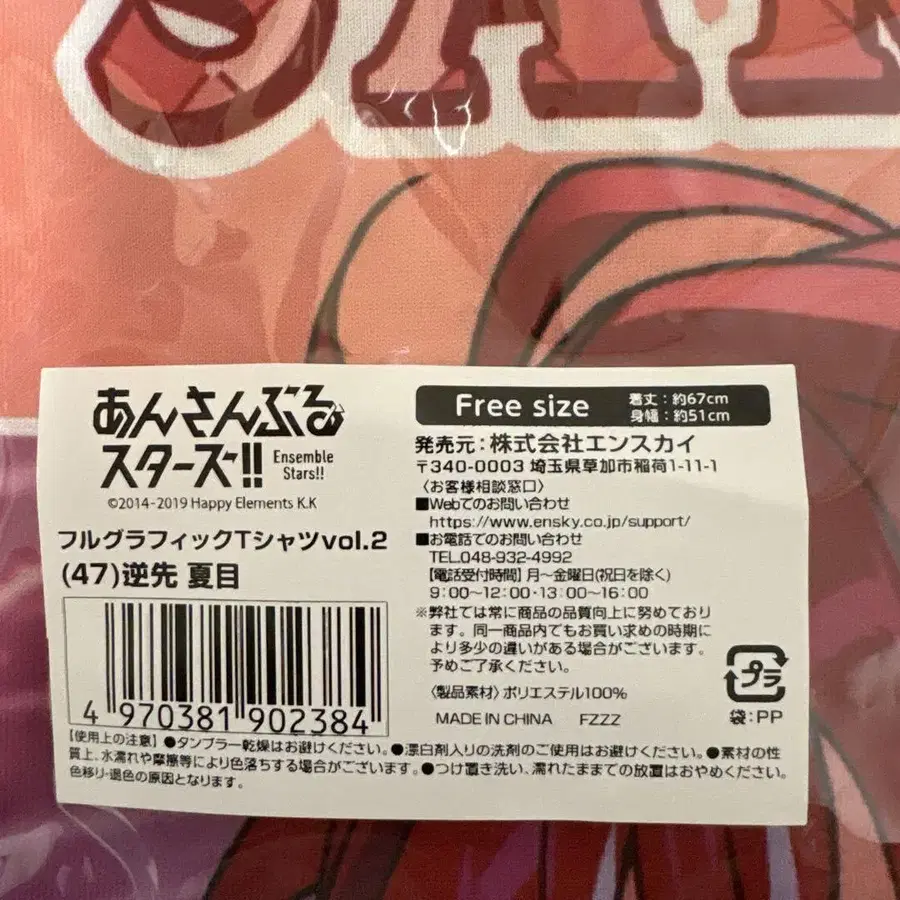 あんさんぶる
スターズ!!
Ensemble
Stars!!
©2014-2019 Happy Elements K.K
フルグラフィックTシャツvol.2
(47)逆先 夏目
4 970381 902384
Free size
着丈：約67cm
身幅：約51cm
発売元：株式会社エンスカイ
〒340-0003 埼玉県草加市稲荷1-11-1
〈お客様相談窓口〉
■Webでのお問い合わせ
https://www.ensky.co.jp/support/
■お電話でのお問い合わせ
TEL.048-932-4992
【電話受付時間】月～金曜日(祝日を除く)
9：00～12：00・13：00～16：00
※弊社では常に商品の品質向上に努めており
ます。同一商品内でもお買い求めの時期に
より多少の違いがある場合がございます。
予めご了承ください。
〈製品素材〉ポリエステル100%
MADE IN CHINA FZZZ
プラ
袋：PP
【使用上の注意】●タンブラー乾燥はお避けください。●漂白剤入りの洗剤のご使用はお避けください。●素材の性
質上、水濡れや摩擦等により色落ちする場合がございます。●つけ置き洗い、濡れたままでの放置はおやめください。
色移り・退色の原因となります。